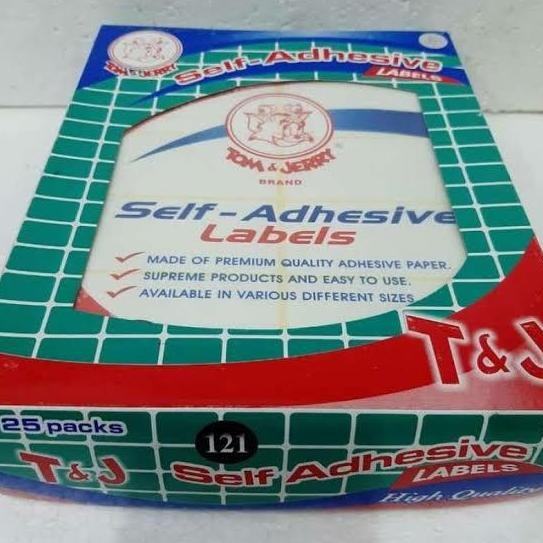 TOM & JERRY
Self-Adhesive
LABELS
TOM & JERRY
BRAND
Self-Adhesive
Labels
MADE OF PREMIUM QUALITY ADHESIVE PAPER.
SUPREME PRODUCTS AND EASY TO USE.
AVAILABLE IN VARIOUS DIFFERENT SIZES
T&J
25 packs
121
T&J
Self Adhesive
LABELS
High Quality